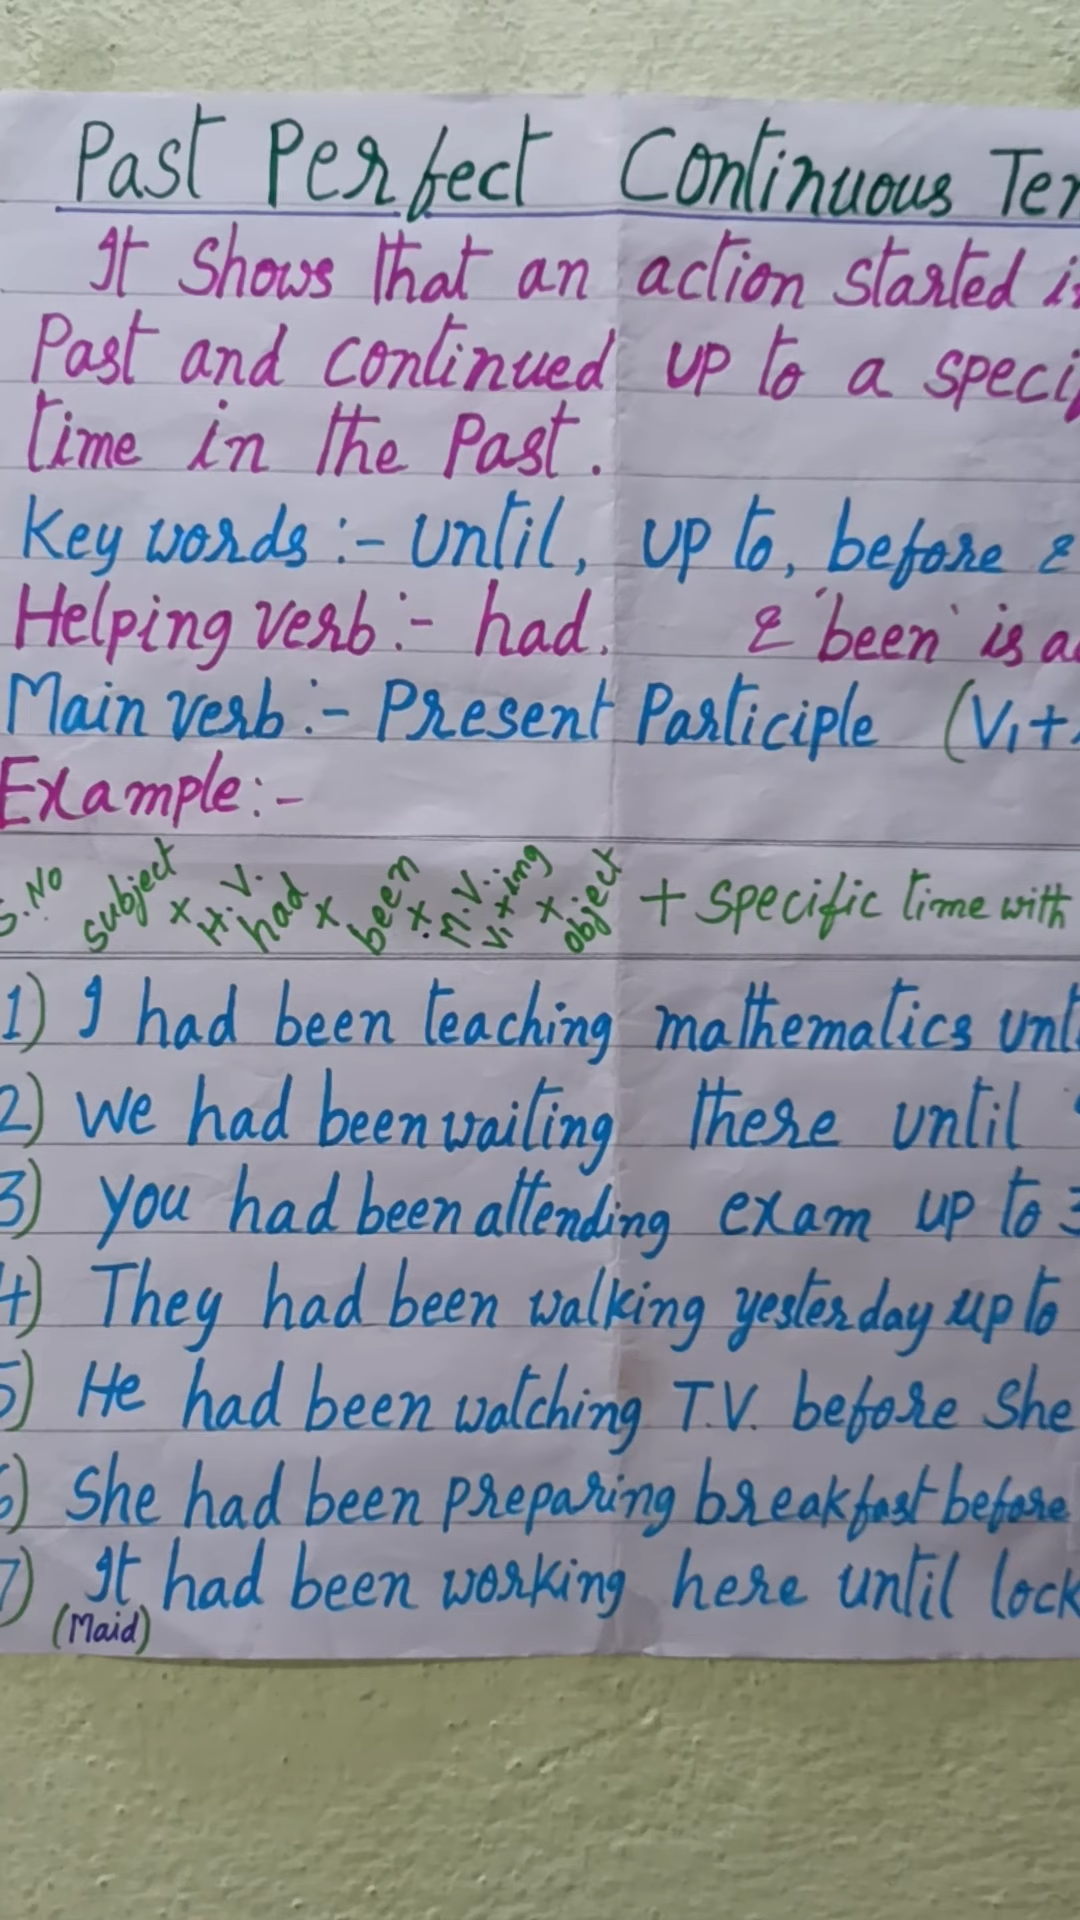 Past Perfect Continuous Ten
It shows that an action started i
Past and continued up to a speci
time in the Past.
Key words :- until, up to, before &
Helping verb :- had. & 'been' is a
Main verb :- Present Participle (V1+
Example :-
S.No Subject + H.V. had + been + M.V. V1+ing + object + specific time with
1) I had been teaching mathematics unt
2) We had been waiting there until
3) you had been attending exam up to 3
4) They had been walking yesterday up to
5) He had been watching T.V. before she
6) She had been preparing breakfast before
7) It had been working here until lock
(Maid)